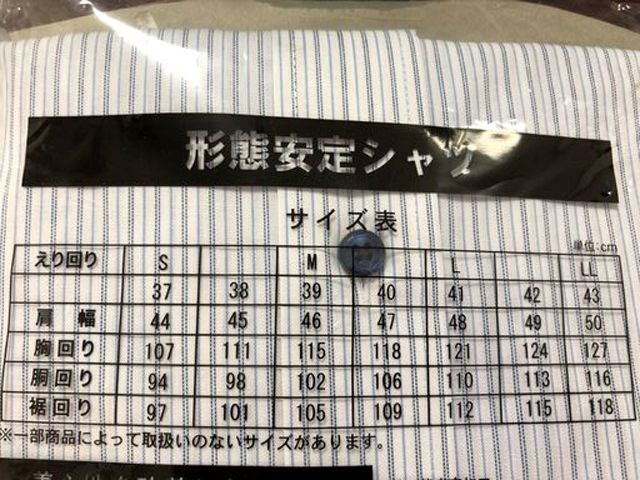 形態安定シャツ
サイズ表
単位:cm
えり回り S M L LL
37 38 39 40 41 42 43
肩 幅 44 45 46 47 48 49 50
胸回り 107 111 115 118 121 124 127
胴回り 94 98 102 106 110 113 116
裾回り 97 101 105 109 112 115 118
※一部商品によって取扱いのないサイズがあります。